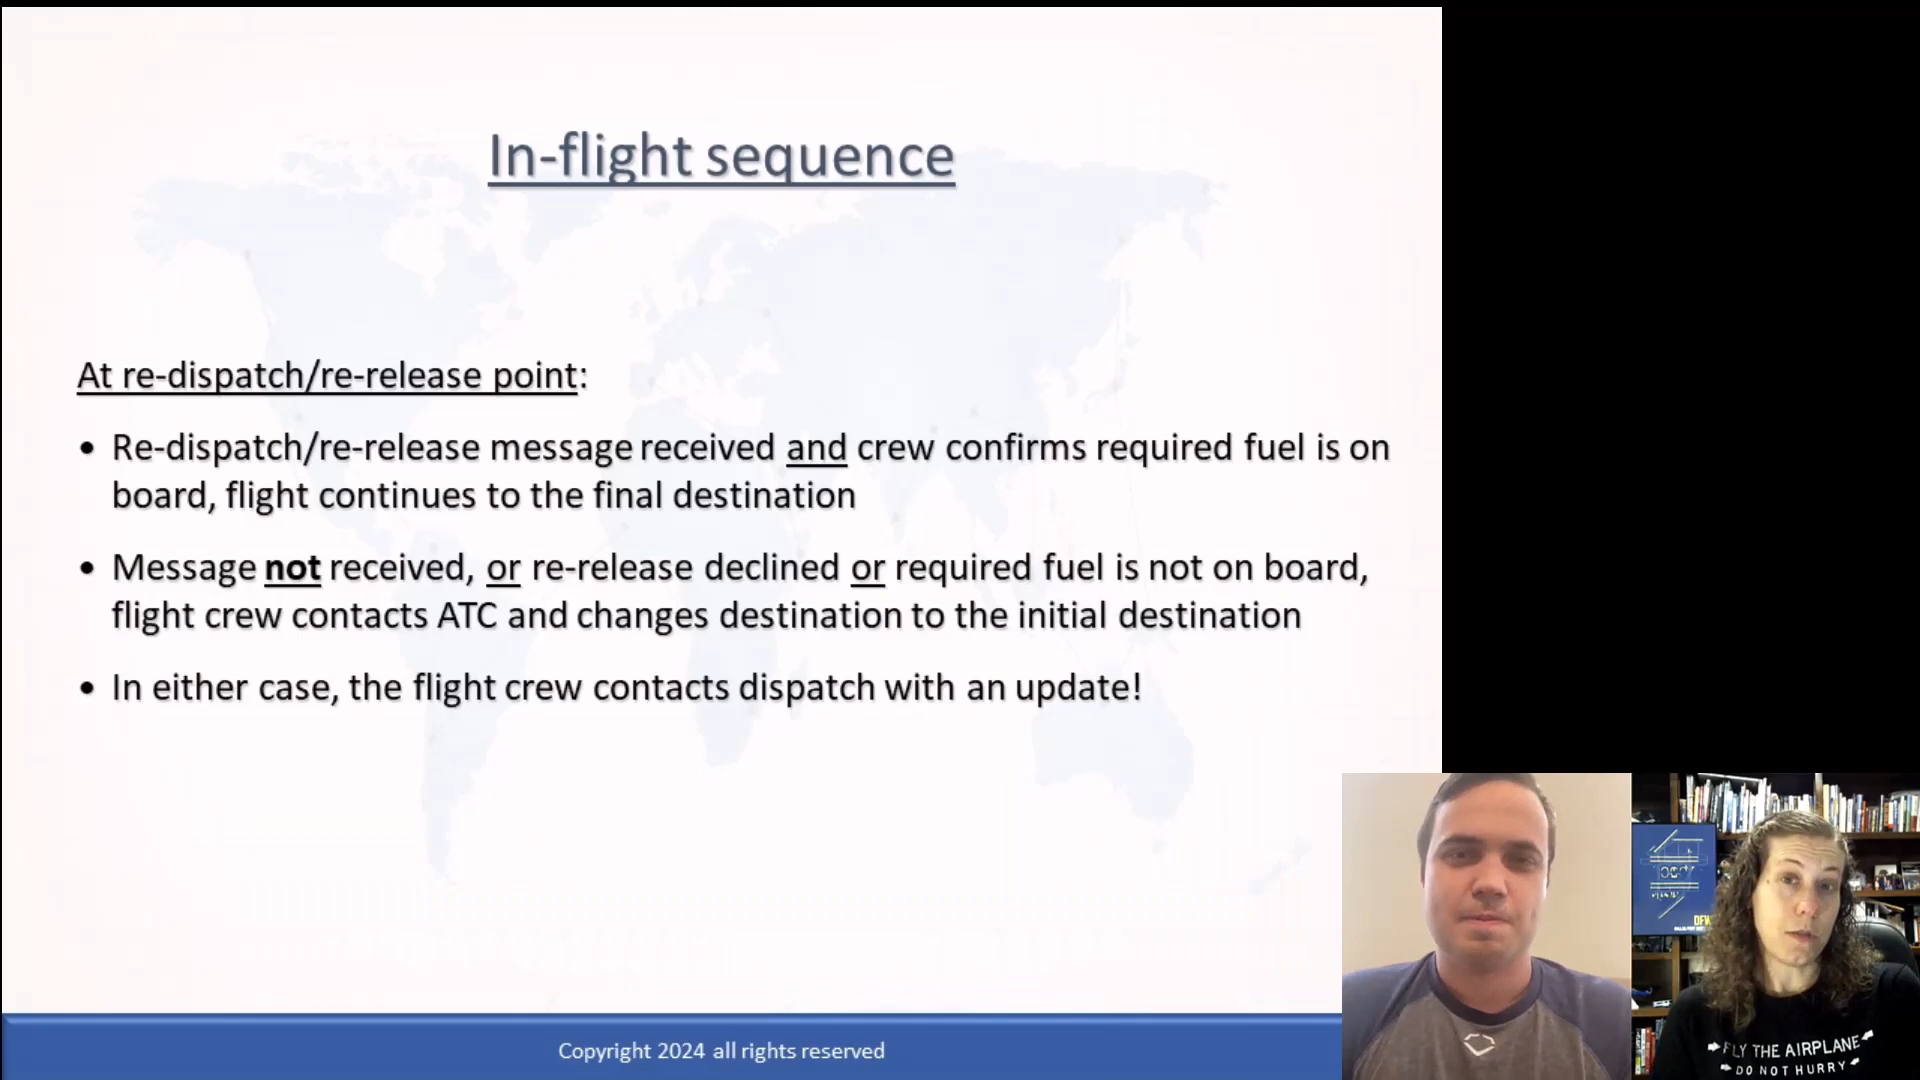 In-flight sequence
At re-dispatch/re-release point:
• Re-dispatch/re-release message received and crew confirms required fuel is on
board, flight continues to the final destination
• Message not received, or re-release declined or required fuel is not on board,
flight crew contacts ATC and changes destination to the initial destination
• In either case, the flight crew contacts dispatch with an update!
Copyright 2024 all rights reserved
DFW
FLY THE AIRPLANE
DO NOT HURRY